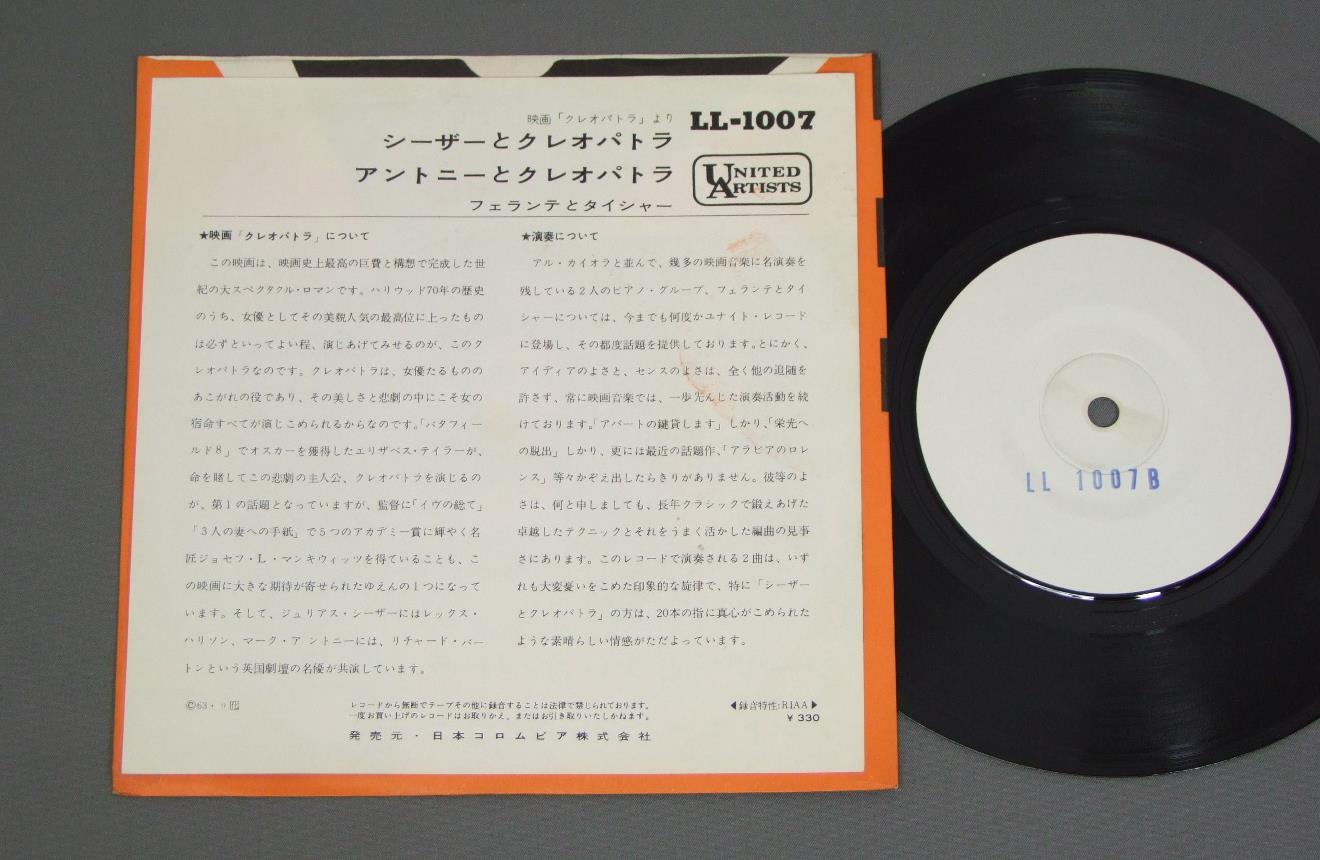 映画「クレオパトラ」より
LL-1007
シーザーとクレオパトラ
アントニーとクレオパトラ
UNITED ARTISTS
フェランテとタイシャー
★映画「クレオパトラ」について
この映画は、映画史上最高の巨費と構想で完成した世
紀の大スペクタクル・ロマンです。ハリウッド70年の歴史
のうち、女優としてその美貌人気の最高位に上ったもの
は必ずといってよい程、演じあげてみせるのが、このク
レオパトラなのです。クレオパトラは、女優たるものの
あこがれの役であり、その美しさと悲劇の中にこそ女の
宿命すべてが演じこめられるからなのです。「バタフィー
ルド8」でオスカーを獲得したエリザベス・テイラーが、
命を賭してこの悲劇の主人公、クレオパトラを演じるの
が、第1の話題となっていますが、監督に「イヴの総て」
「3人の妻への手紙」で5つのアカデミー賞に輝やく名
匠ジョセフ・L・マンキウィッツを得ていることも、こ
の映画に大きな期待が寄せられたゆえんの1つになって
います。そして、ジュリアス・シーザーにはレックス・
ハリソン、マーク・アントニーには、リチャード・バー
トンという英国劇壇の名優が共演しています。
★演奏について
アル・カイオラと並んで、幾多の映画音楽に名演奏を
残している2人のピアノ・グループ、フェランテとタイ
シャーについては、今までも何度かユナイト・レコード
に登場し、その都度話題を提供しております。とにかく、
アイディアのよさと、センスのよさは、全く他の追随を
許さず、常に映画音楽では、一歩先んじた演奏活動を続
けております。「アパートの鍵貸します」しかり、「栄光へ
の脱出」しかり、更には最近の話題作、「アラビアのロレ
ンス」等々かぞえ出したらきりがありません。彼等のよ
さは、何と申しましても、長年クラシックで鍛えあげた
卓越したテクニックとそれをうまく活かした編曲の見事
さにあります。このレコードで演奏される2曲は、いず
れも大変憂いをこめた印象的な旋律で、特に「シーザー
とクレオパトラ」の方は、20本の指に真心がこめられた
ような素晴らしい情感がただよっています。
©63・9
レコードから無断でテープその他に録音することは法律で禁じられております。
一度お買い上げのレコードはお取りかえ、またはお引き取りいたしかねます。
発売元・日本コロムビア株式会社
◀録音特性:RIAA▶
¥330
LL 1007B